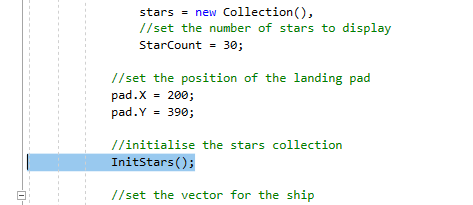 stars = new Collection(),
//set the number of stars to display
StarCount = 30;
//set the position of the landing pad
pad.X = 200;
pad.Y = 390;
//initialise the stars collection
InitStars();
//set the vector for the ship